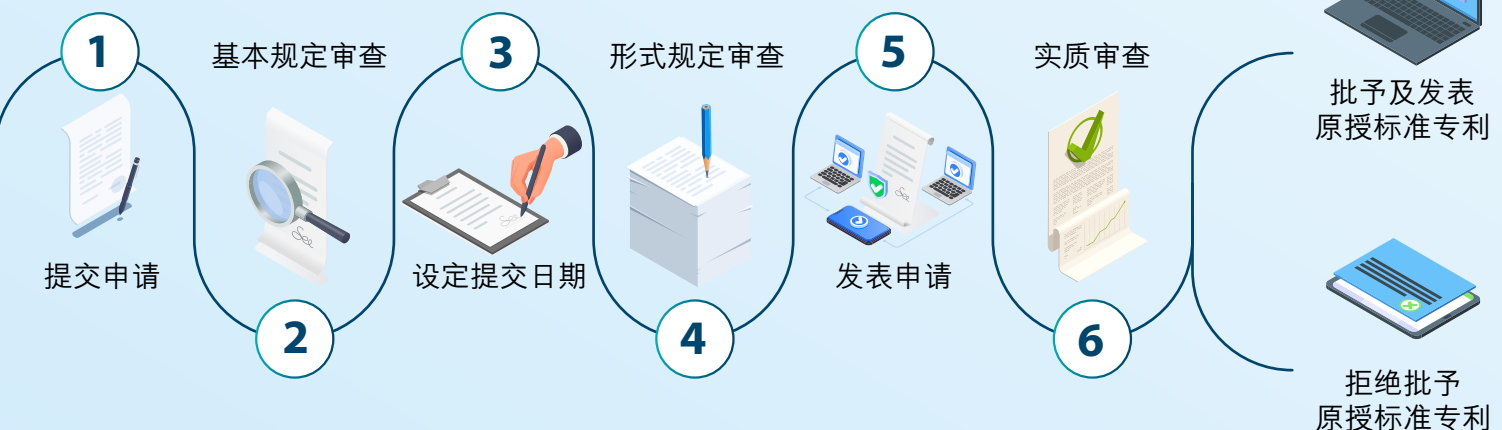 1
提交申请
基本规定审查
2
3
设定提交日期
形式规定审查
4
5
发表申请
实质审查
6
批予及发表
原授标准专利
拒绝批予
原授标准专利